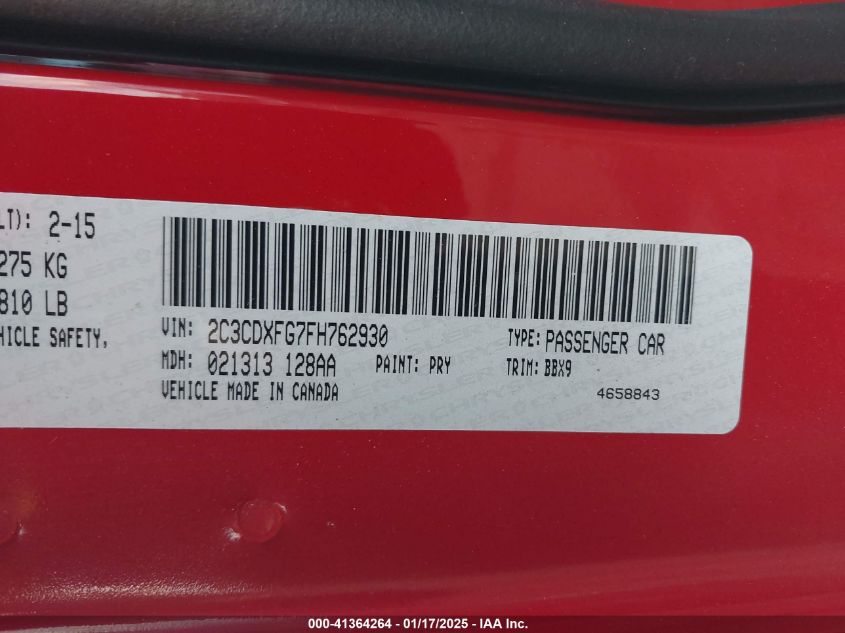 LT): 2-15
275 KG
810 LB
HICLE SAFETY,
VIN: 2C3CDXFG7FH762930
TYPE: PASSENGER CAR
MDH: 021313 128AA
PAINT: PRY
TRIM: BBX9
VEHICLE MADE IN CANADA
4658843
000-41364264 - 01/17/2025 - IAA Inc.